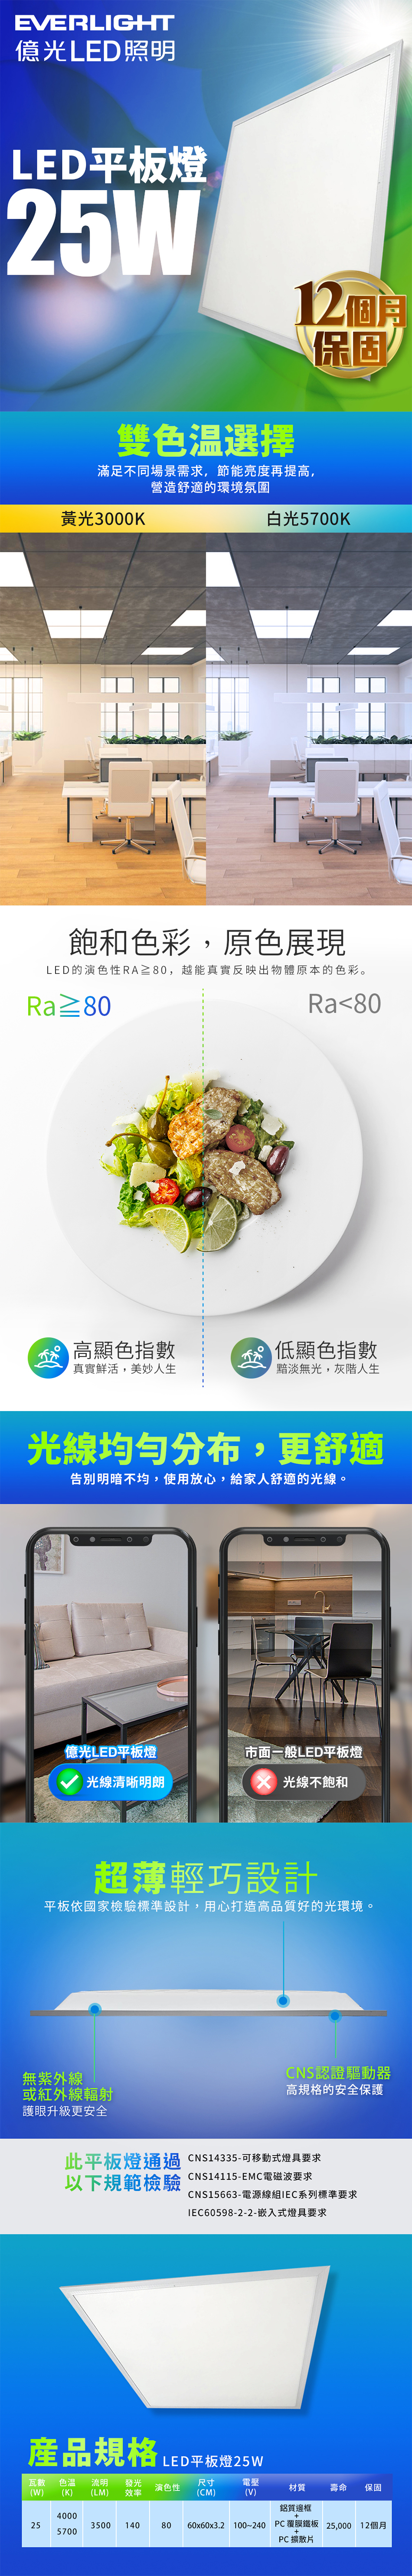 EVERLIGHT
億光LED照明
LED平板燈
25W
12個月
保固
雙色温選擇
滿足不同場景需求，節能亮度再提高，
營造舒適的環境氛圍
黃光3000K
白光5700K
飽和色彩，原色展現
LED的演色性RA≧80，越能真實反映出物體原本的色彩。
Ra≧80
Ra<80
高顯色指數
真實鮮活，美妙人生
低顯色指數
黯淡無光，灰階人生
光線均勻分布，更舒適
告別明暗不均，使用放心，給家人舒適的光線。
億光LED平板燈
光線清晰明朗
市面一般LED平板燈
光線不飽和
超薄輕巧設計
平板依國家檢驗標準設計，用心打造高品質好的光環境。
無紫外線
或紅外線輻射
護眼升級更安全
CNS認證驅動器
高規格的安全保護
此平板燈通過
以下規範檢驗
CNS14335-可移動式燈具要求
CNS14115-EMC電磁波要求
CNS15663-電源線組IEC系列標準要求
IEC60598-2-2-嵌入式燈具要求
產品規格 LED平板燈25W
瓦數(W) 色溫(K) 流明(LM) 發光效率 演色性 尺寸(CM) 電壓(V) 材質 壽命 保固
25 4000 5700 3500 140 80 60x60x3.2 100~240 鋁質邊框+PC 覆膜鐵板+PC 擴散片 25,000 12個月